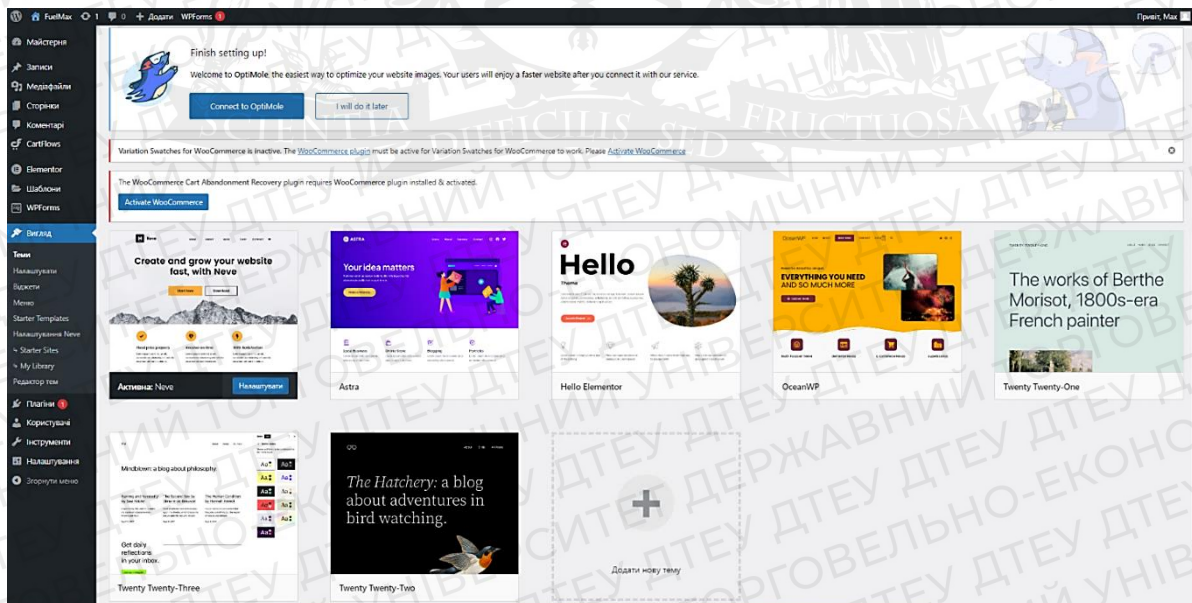 FuelMax
1
0
+ Додати
WPForms 1
Привіт, Max
Майстерня
Записи
Медіафайли
Сторінки
Коментарі
CartFlows
Elementor
Шаблони
WPForms
Вигляд
Теми
Налаштувати
Віджети
Меню
Starter Templates
Налаштування Neve
Starter Sites
My Library
Редактор тем
Плагіни 1
Користувачі
Інструменти
Налаштування
Згорнути меню
Finish setting up!
Welcome to OptiMole, the easiest way to optimize your website images. Your users will enjoy a faster website after you connect it with our service.
Connect to OptiMole
I will do it later
SCIENTIA DIFFICILIS SED FRUCTUOSA
Variation Swatches for WooCommerce is inactive. The WooCommerce plugin must be active for Variation Swatches for WooCommerce to work. Please Activate WooCommerce
The WooCommerce Cart Abandonment Recovery plugin requires WooCommerce plugin installed & activated.
Activate WooCommerce
Neve
Create and grow your website
fast, with Neve
Активна: Neve
Налаштувати
ASTRA
Your idea matters
Astra
Hello
Theme
Hello Elementor
OceanWP
EVERYTHING YOU NEED
AND SO MUCH MORE
OceanWP
The works of Berthe
Morisot, 1800s-era
French painter
Twenty Twenty-One
Mindblown: a blog about philosophy
Get daily
reflections
in your inbox.
Twenty Twenty-Three
The Hatchery: a blog
about adventures in
bird watching.
Twenty Twenty-Two
Додати нову тему